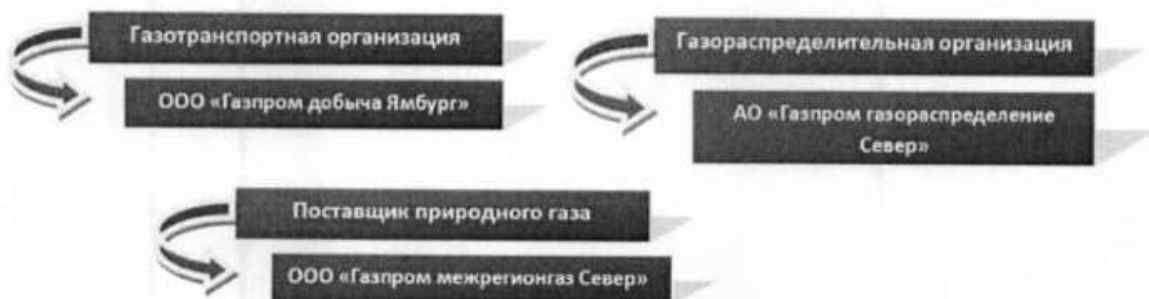 Газотранспортная организация
ООО «Газпром добыча Ямбург»
Газораспределительная организация
АО «Газпром газораспределение
Север»
Поставщик природного газа
ООО «Газпром межрегионгаз Север»